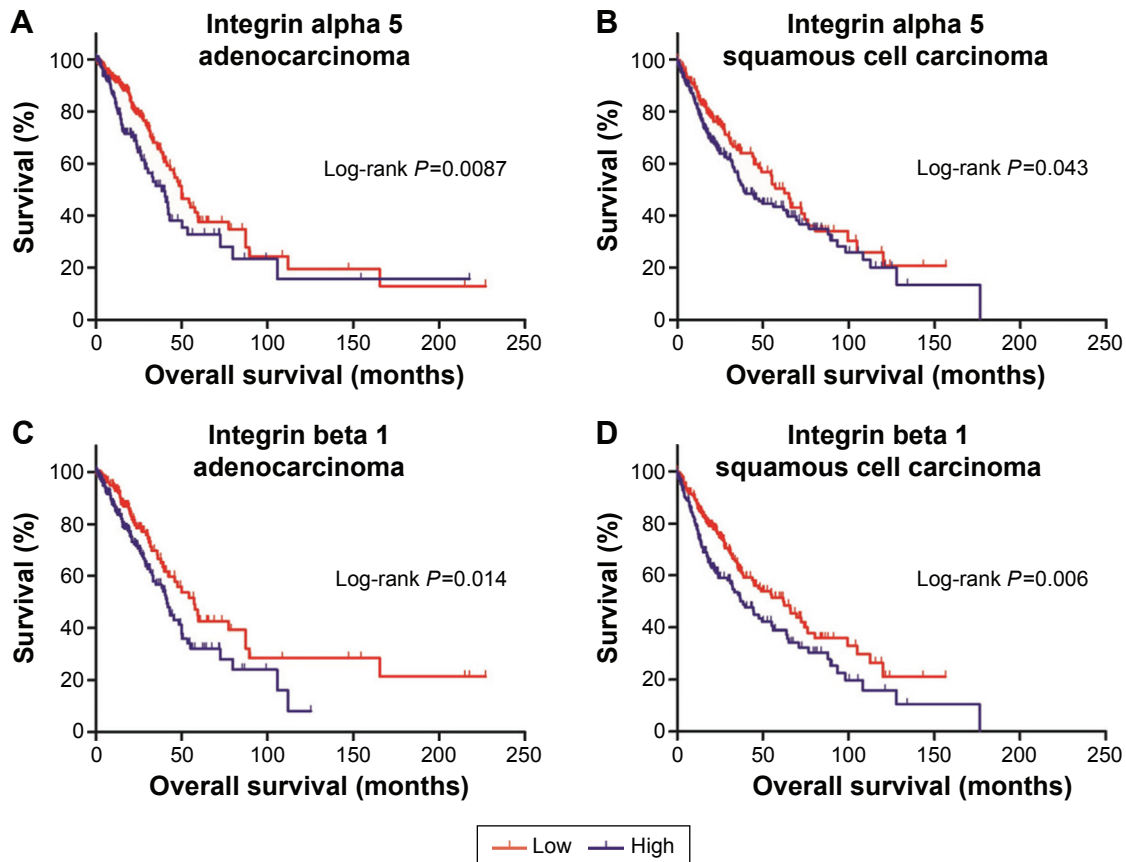 A
Integrin alpha 5
adenocarcinoma
Survival (%)
100
80
60
40
20
0
Log-rank P=0.0087
0 50 100 150 200 250
Overall survival (months)
B
Integrin alpha 5
squamous cell carcinoma
Survival (%)
100
80
60
40
20
0
Log-rank P=0.043
0 50 100 150 200 250
Overall survival (months)
C
Integrin beta 1
adenocarcinoma
Survival (%)
100
80
60
40
20
0
Log-rank P=0.014
0 50 100 150 200 250
Overall survival (months)
D
Integrin beta 1
squamous cell carcinoma
Survival (%)
100
80
60
40
20
0
Log-rank P=0.006
0 50 100 150 200 250
Overall survival (months)
Low High